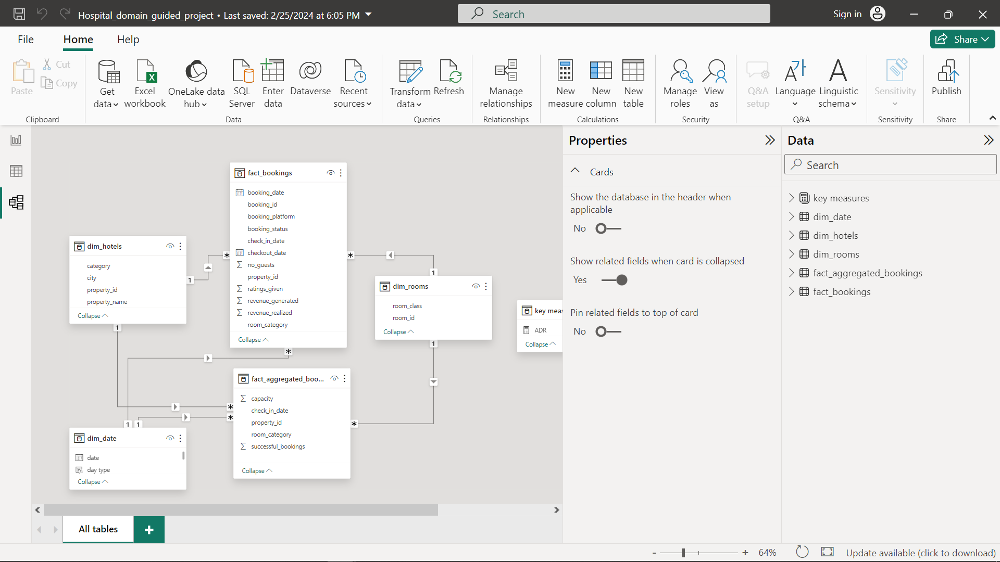 Hospital_domain_guided_project • Last saved: 2/25/2024 at 6:05 PM
Search
Sign in
File
Home
Help
Share
Paste
Cut
Copy
Clipboard
Get data
Excel workbook
OneLake data hub
SQL Server
Enter data
Dataverse
Recent sources
Data
Transform data
Refresh
Queries
Manage relationships
Relationships
New measure
New column
New table
Calculations
Manage roles
View as
Security
Q&A setup
Language
Linguistic schema
Q&A
Sensitivity
Sensitivity
Publish
Share
fact_bookings
booking_date
booking_id
booking_platform
booking_status
check_in_date
checkout_date
no_guests
property_id
ratings_given
revenue_generated
revenue_realized
room_category
Collapse
dim_hotels
category
city
property_id
property_name
Collapse
1
1
*
*
1
dim_rooms
room_class
room_id
Collapse
1
key meas
ADR
Collapse
*
fact_aggregated_boo...
capacity
check_in_date
property_id
room_category
successful_bookings
Collapse
*
*
*
1 1
dim_date
date
day type
Collapse
All tables
+
Properties
Cards
Show the database in the header when
applicable
No
Show related fields when card is collapsed
Yes
Pin related fields to top of card
No
Data
Search
key measures
dim_date
dim_hotels
dim_rooms
fact_aggregated_bookings
fact_bookings
- + 64%
Update available (click to download)